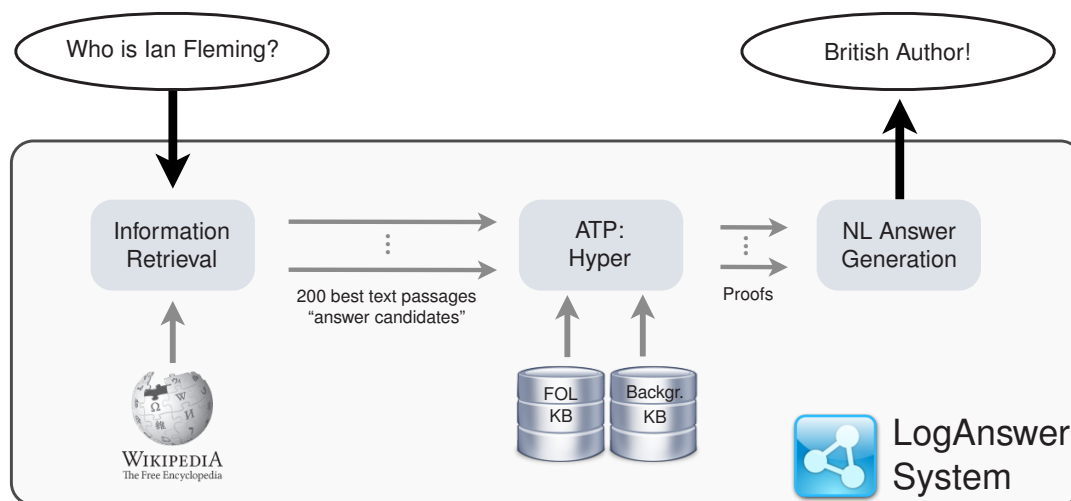 Who is Ian Fleming?
British Author!
Information
Retrieval
200 best text passages
“answer candidates”
ATP:
Hyper
Proofs
NL Answer
Generation
WIKIPEDIA
The Free Encyclopedia
FOL
KB
Backgr.
KB
LogAnswer
System